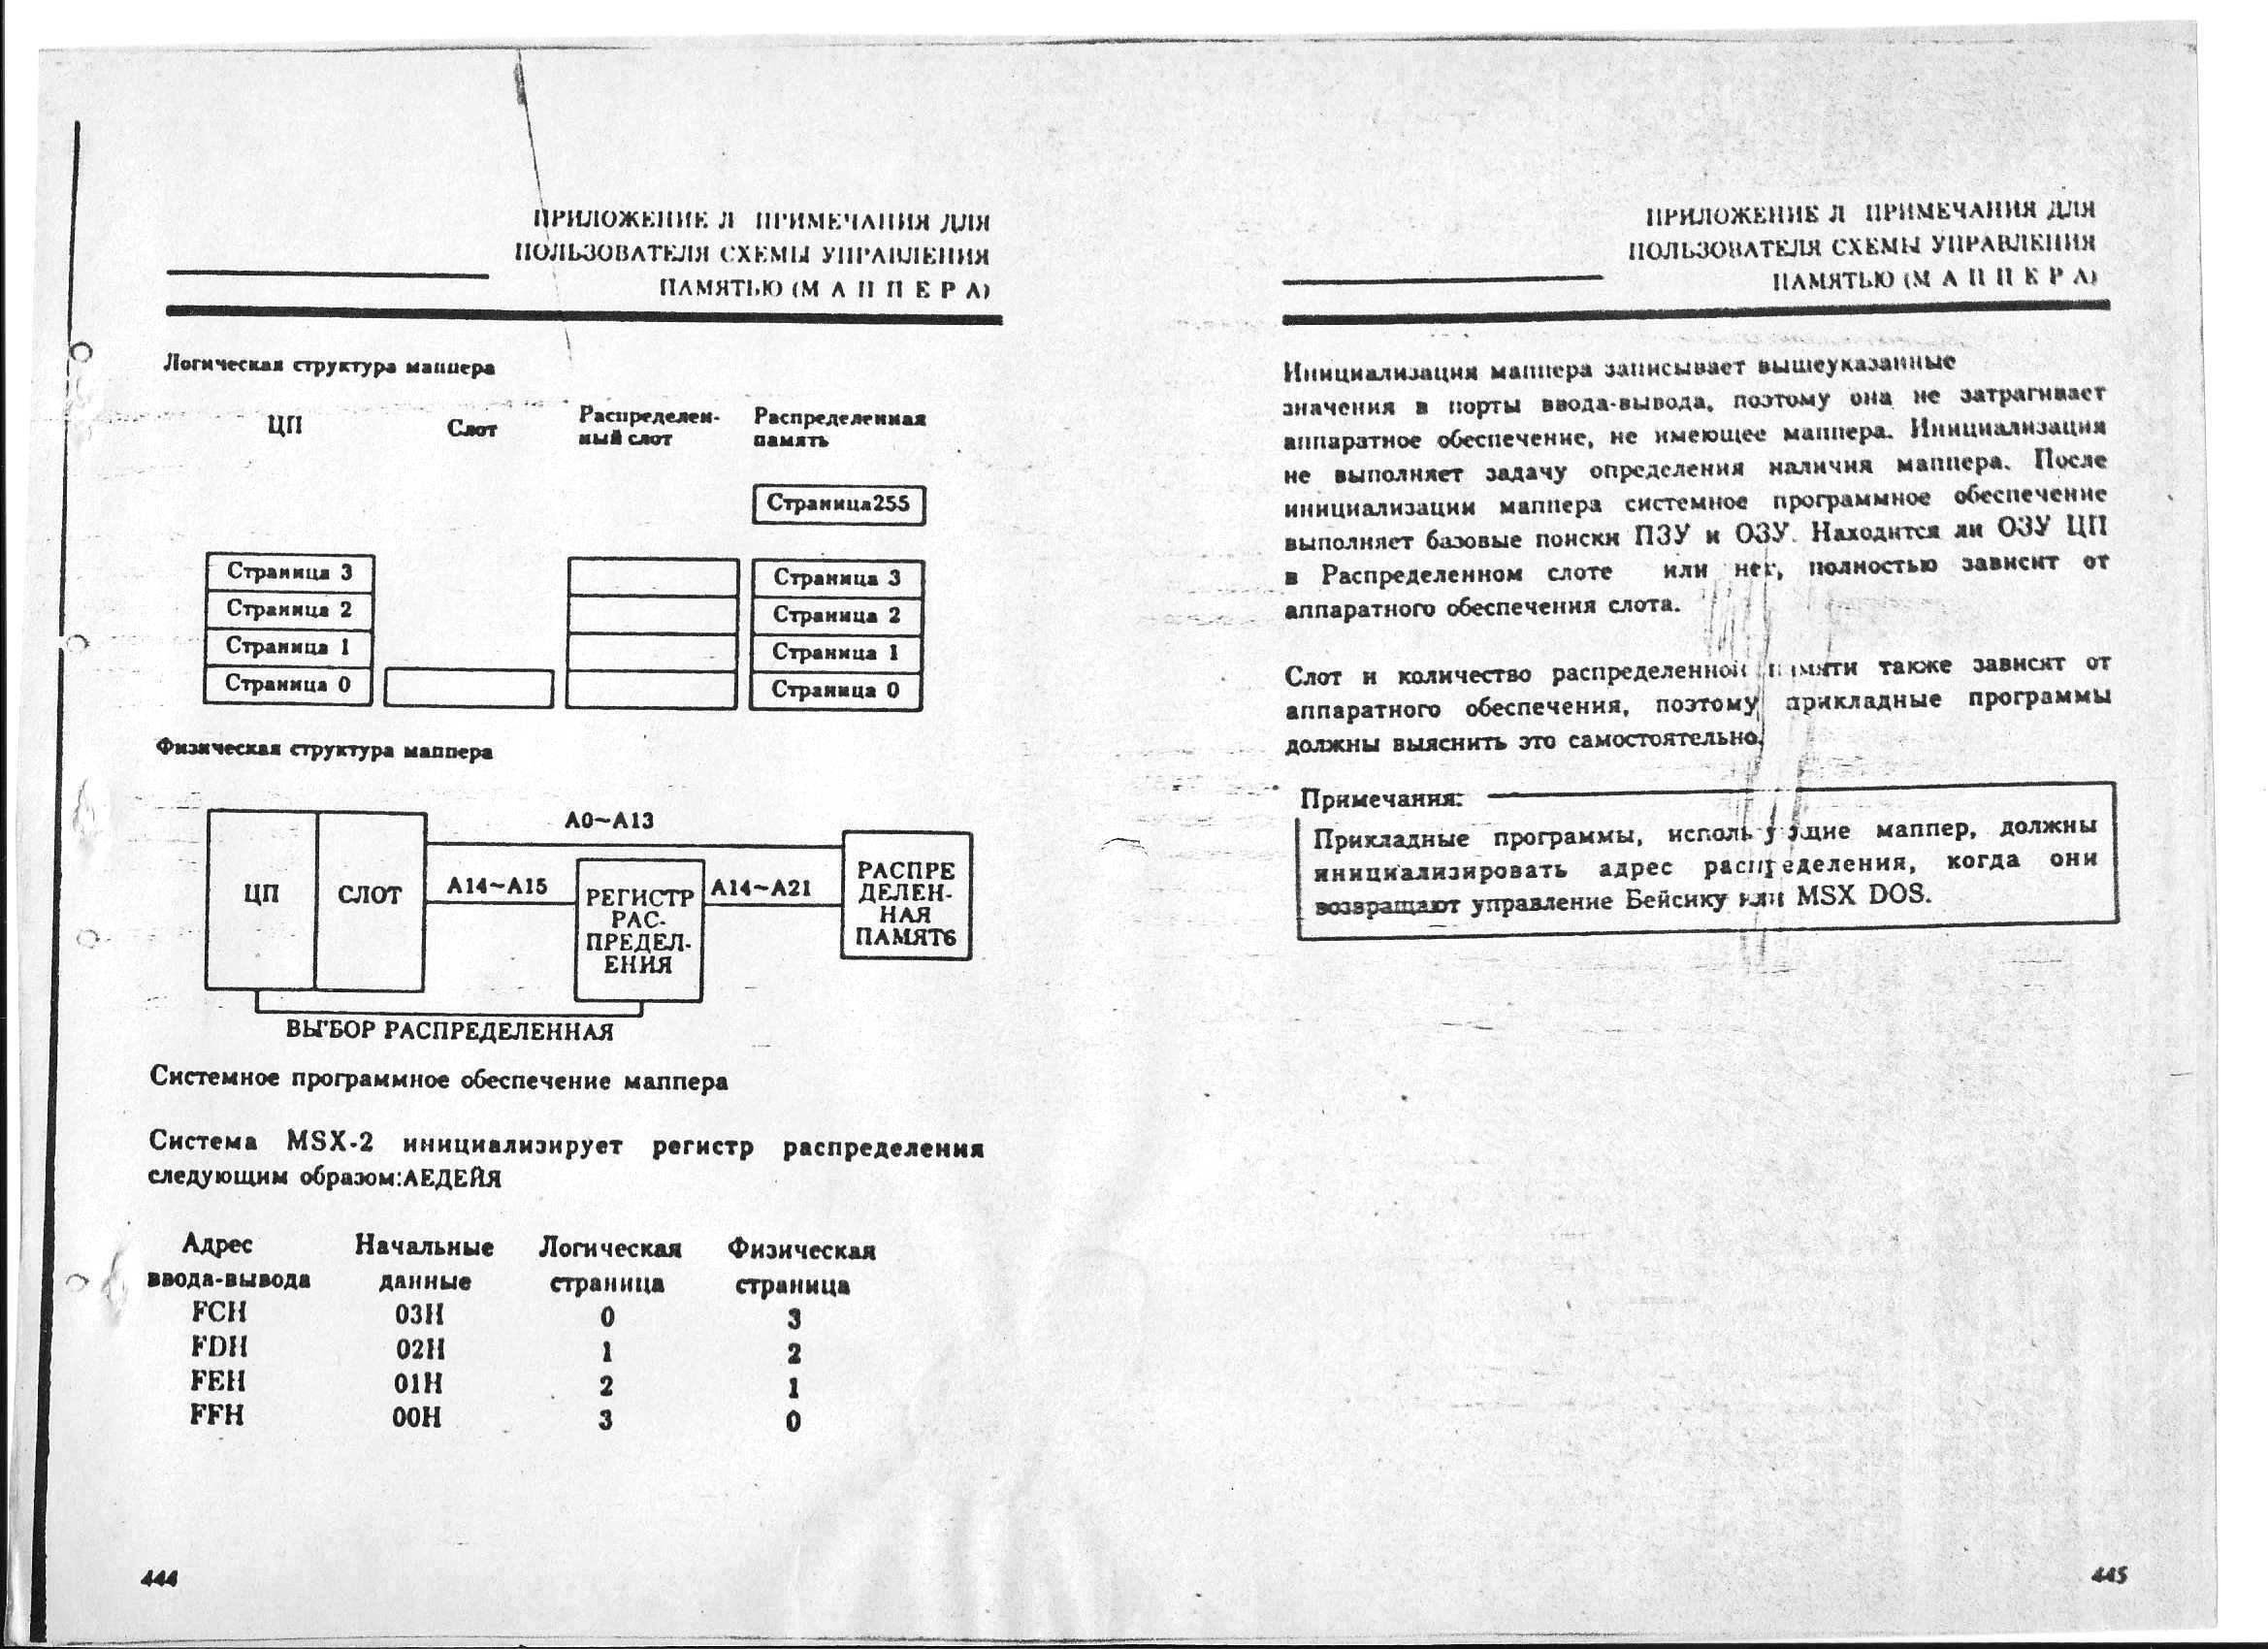 ПРИЛОЖЕНИЕ Л ПРИМЕЧАНИЯ ДЛЯ
ПОЛЬЗОВАТЕЛЯ СХЕМЫ УПРАВЛЕНИЯ
ПАМЯТЬЮ (М А П П Е Р А)
Логическая структура маппера
ЦП
Слот
Распределен-
ный слот
Распределенная
память
Страница255
Страница 3
Страница 2
Страница 1
Страница 0
Страница 3
Страница 2
Страница 1
Страница 0
Физическая структура маппера
ЦП
СЛОТ
А0~А13
А14~А15
РЕГИСТР
РАС-
ПРЕДЕЛ-
ЕНИЯ
А14~А21
РАСПРЕ
ДЕЛЕН-
НАЯ
ПАМЯТ6
ВЫБОР РАСПРЕДЕЛЕННАЯ
Системное программное обеспечение маппера
Система MSX-2 инициализирует регистр распределения
следующим образом:АЕДЕЙЯ
Адрес Начальные Логическая Физическая
ввода-вывода данные страница страница
FCH 03H 0 3
FDH 02H 1 2
FEH 01H 2 1
FFH 00H 3 0
444
ПРИЛОЖЕНИЕ Л ПРИМЕЧАНИЯ ДЛЯ
ПОЛЬЗОВАТЕЛЯ СХЕМЫ УПРАВЛЕНИЯ
ПАМЯТЬЮ (М А П П Е Р А)
Инициализация маппера записывает вышеуказанные
значения в порты ввода-вывода, поэтому она не затрагивает
аппаратное обеспечение, не имеющее маппера. Инициализация
не выполняет задачу определения наличия маппера. После
инициализации маппера системное программное обеспечение
выполняет базовые поиски ПЗУ и ОЗУ. Находится ли ОЗУ ЦП
в Распределенном слоте или нет, полностью зависит от
аппаратного обеспечения слота.
Слот и количество распределенной памяти также зависят от
аппаратного обеспечения, поэтому прикладные программы
должны выяснить это самостоятельно.
Примечания:
Прикладные программы, использующие маппер, должны
инициализировать адрес распределения, когда они
возвращают управление Бейсику или MSX DOS.
445